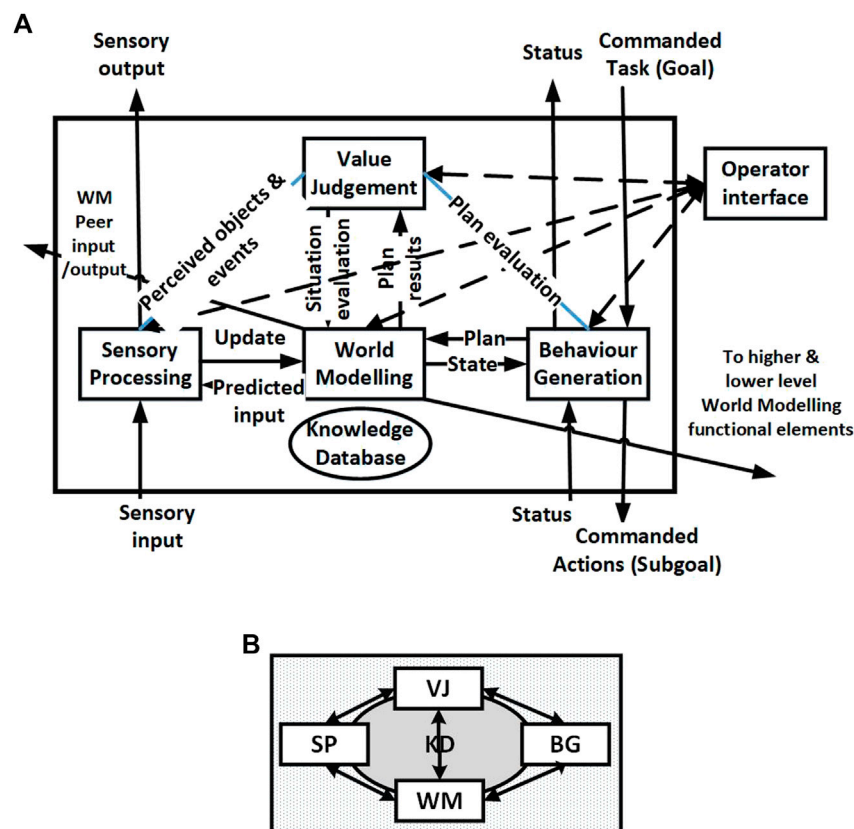 A
Sensory
output
Status
Commanded
Task (Goal)
Value
Judgement
Operator
interface
WM
Peer
input
/output
Perceived objects &
events
Situation
evaluation
Plan
results
Plan evaluation
Sensory
Processing
Update
Predicted
input
World
Modelling
Plan
State
Behaviour
Generation
Knowledge
Database
To higher &
lower level
World Modelling
functional elements
Sensory
input
Status
Commanded
Actions (Subgoal)
B
VJ
SP
KD
BG
WM